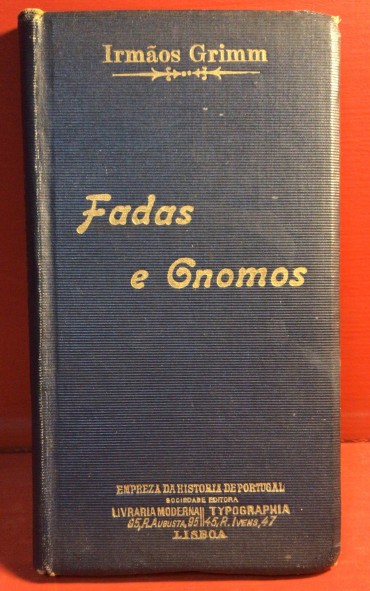 Irmãos Grimm
Fadas
e Gnomos
EMPREZA DA HISTORIA DE PORTUGAL
SOCIEDADE EDITORA
LIVRARIA MODERNA || TYPOGRAPHIA
65, R. AUGUSTA, 95 || 45, R. IVENS, 47
LISBOA